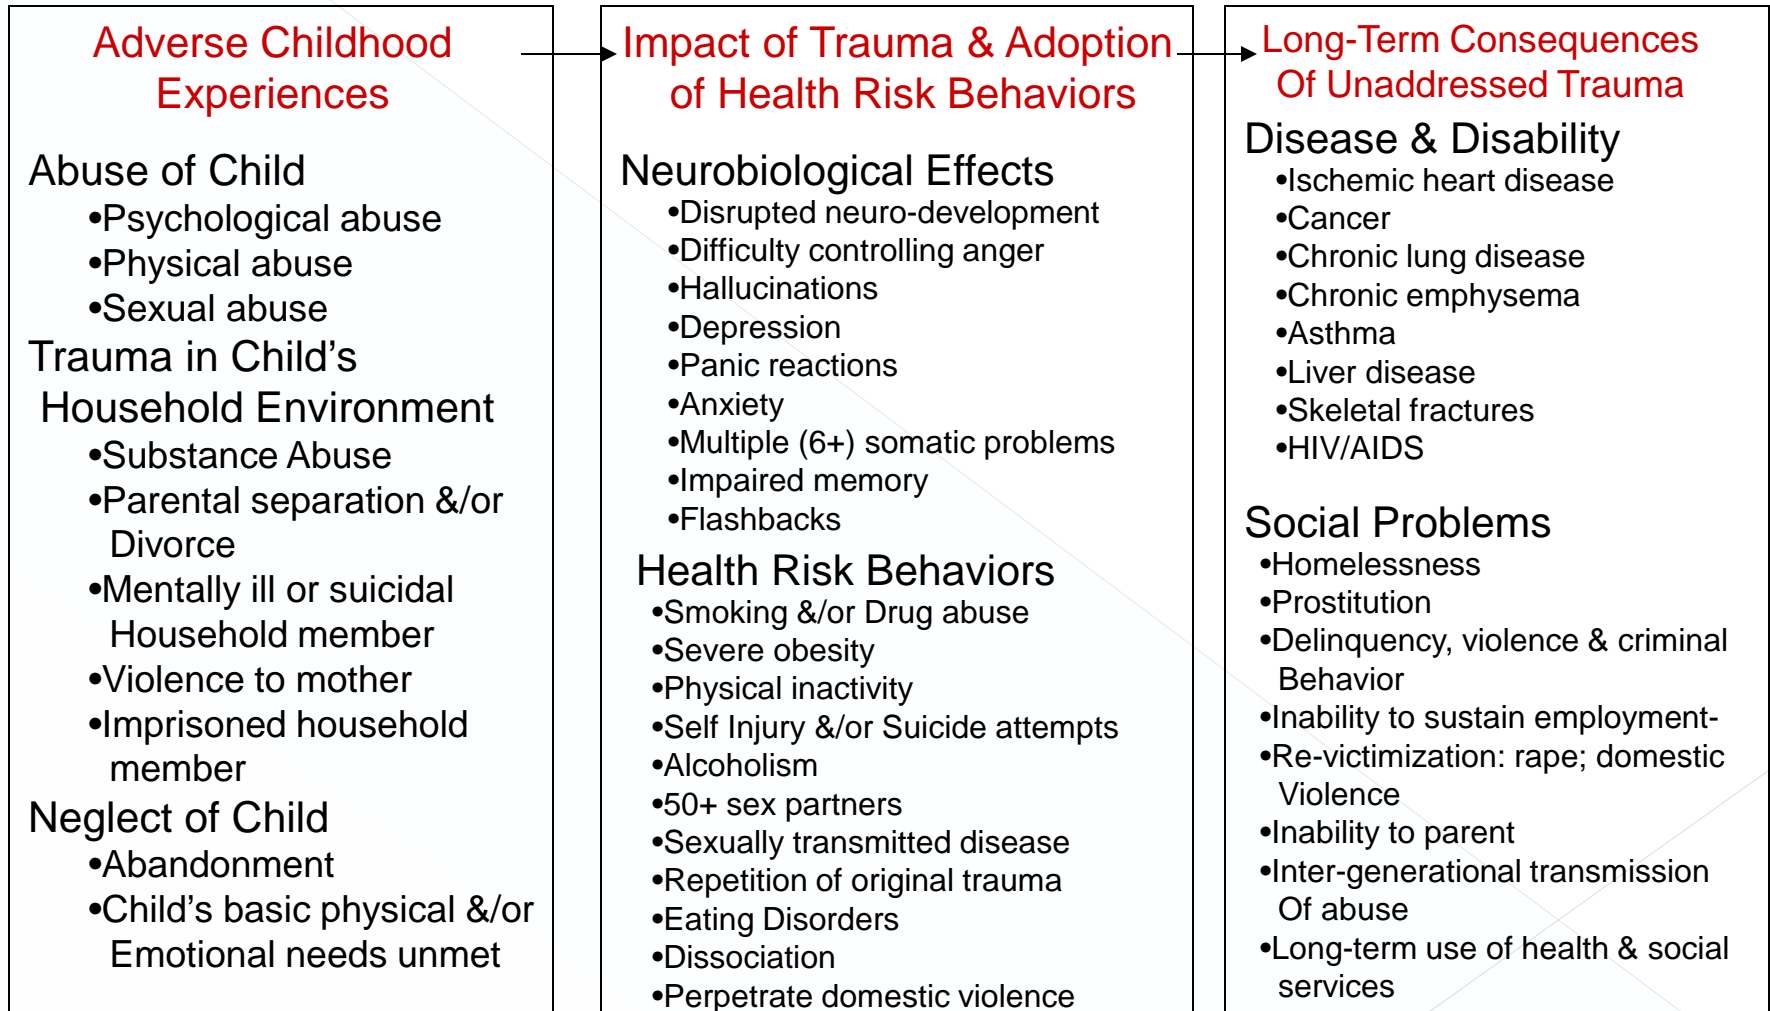 Adverse Childhood
Experiences
Abuse of Child
•Psychological abuse
•Physical abuse
•Sexual abuse
Trauma in Child’s
Household Environment
•Substance Abuse
•Parental separation &/or
Divorce
•Mentally ill or suicidal
Household member
•Violence to mother
•Imprisoned household
member
Neglect of Child
•Abandonment
•Child’s basic physical &/or
Emotional needs unmet
Impact of Trauma & Adoption
of Health Risk Behaviors
Neurobiological Effects
•Disrupted neuro-development
•Difficulty controlling anger
•Hallucinations
•Depression
•Panic reactions
•Anxiety
•Multiple (6+) somatic problems
•Impaired memory
•Flashbacks
Health Risk Behaviors
•Smoking &/or Drug abuse
•Severe obesity
•Physical inactivity
•Self Injury &/or Suicide attempts
•Alcoholism
•50+ sex partners
•Sexually transmitted disease
•Repetition of original trauma
•Eating Disorders
•Dissociation
•Perpetrate domestic violence
Long-Term Consequences
Of Unaddressed Trauma
Disease & Disability
•Ischemic heart disease
•Cancer
•Chronic lung disease
•Chronic emphysema
•Asthma
•Liver disease
•Skeletal fractures
•HIV/AIDS
Social Problems
•Homelessness
•Prostitution
•Delinquency, violence & criminal
Behavior
•Inability to sustain employment-
•Re-victimization: rape; domestic
Violence
•Inability to parent
•Inter-generational transmission
Of abuse
•Long-term use of health & social
services